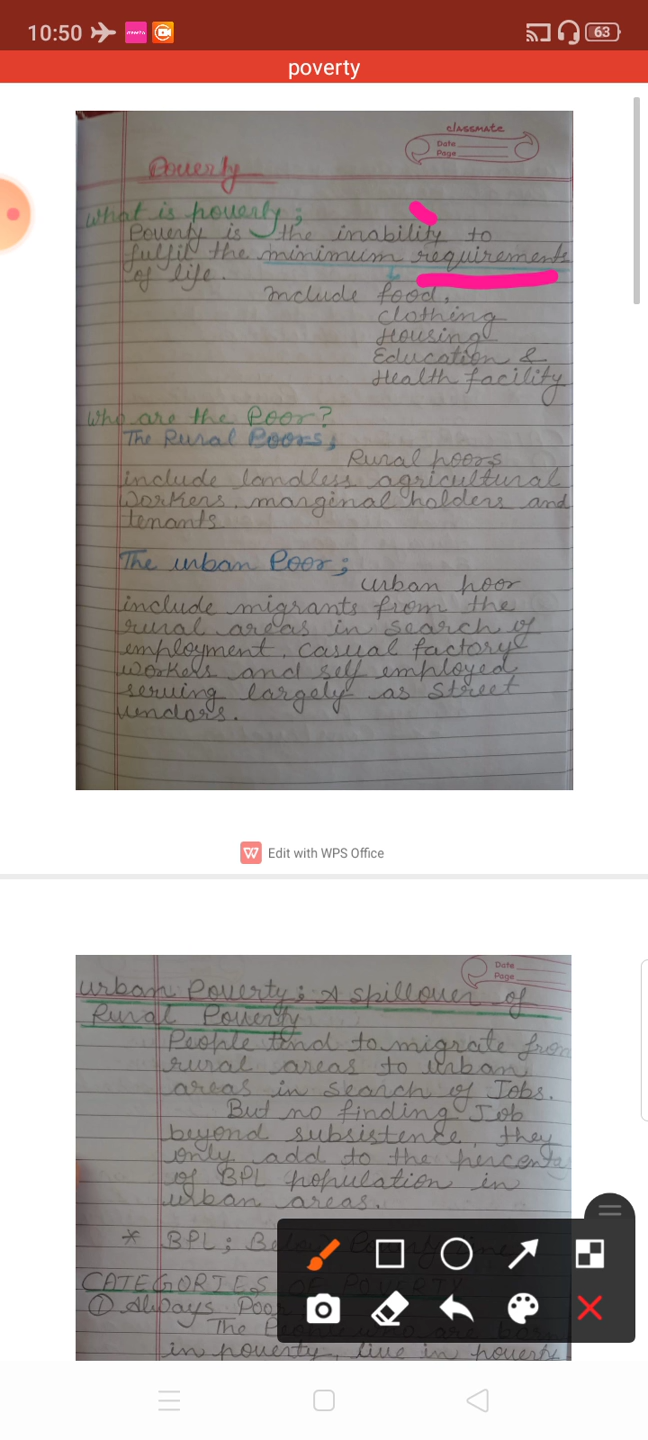 10:50
63
poverty
classmate
Date
Page
Poverty
What is poverty;
Poverty is the inability to
fulfil the minimum requirements
of life.
Include food,
clothing
Housing
Education &
Health facility
Who are the Poor?
The Rural Poors;
Rural poors
include landless agricultural
workers, marginal holders and
tenants
The urban Poor;
urban poor
include migrants from the
rural areas in search of
employment, casual factory
workers and self employed
serving largely as street
vendors.
Edit with WPS Office
Date
Page
Urban Poverty; A spillover of
Rural Poverty
People tend to migrate from
rural areas to urban
areas in search of Jobs.
But no finding Job
beyond subsistence, they
only add to the
of BPL population in
urban areas.
* BPL;
CATEGORIES OF POVERTY
① Always Poor
The
in poverty, live in poverty